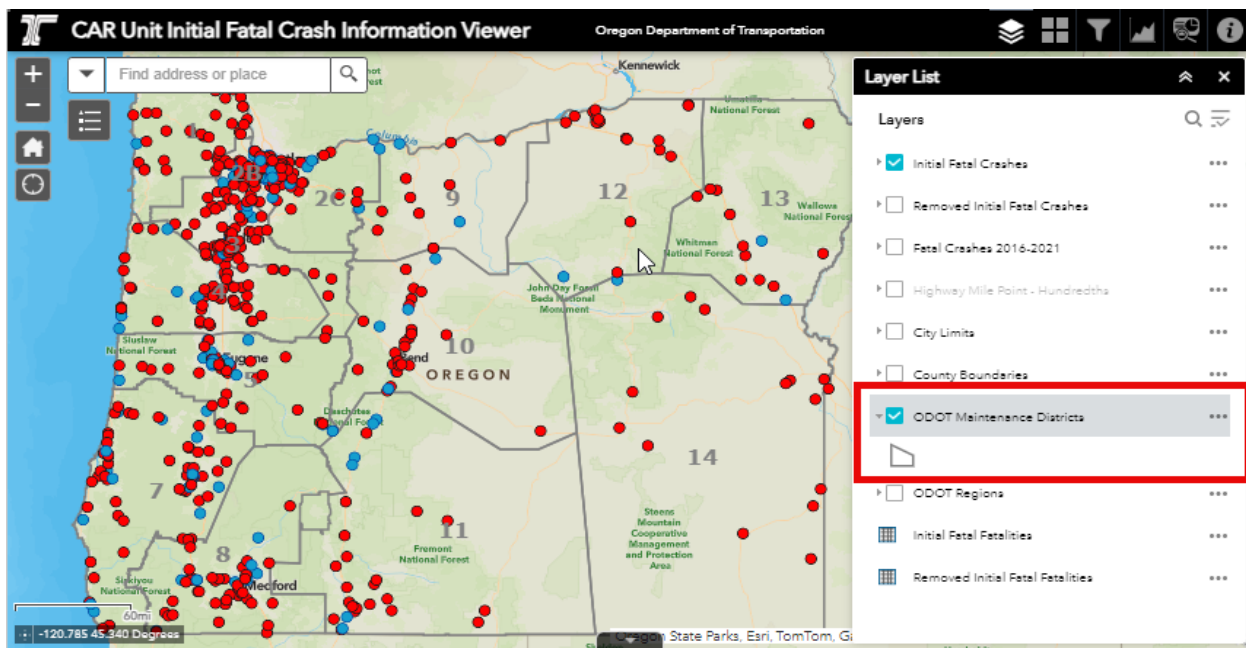 CAR Unit Initial Fatal Crash Information Viewer
Oregon Department of Transportation
Find address or place
Layer List
Layers
Initial Fatal Crashes
Removed Initial Fatal Crashes
Fatal Crashes 2016-2021
Highway Mile Point - Hundredths
City Limits
County Boundaries
ODOT Maintenance Districts
ODOT Regions
Initial Fatal Fatalities
Removed Initial Fatal Fatalities
Kennewick
Umatilla
National Forest
Columbia
1
2B
2C
9
12
13
Wallowa
National Fores
3
Whitman
National Forest
4
John Day Fossil
Beds National
Monument
Siuslaw
National Forest
Eugene
5
10
OREGON
Deschutes
14
7
Steens
Mountain
Cooperative
Management
and Protection
Area
11
Fremont
National Forest
8
Medford
Siskiyou
National Forest
60mi
-120.785 45.340 Degrees
Oregon State Parks, Esri, TomTom, Ga